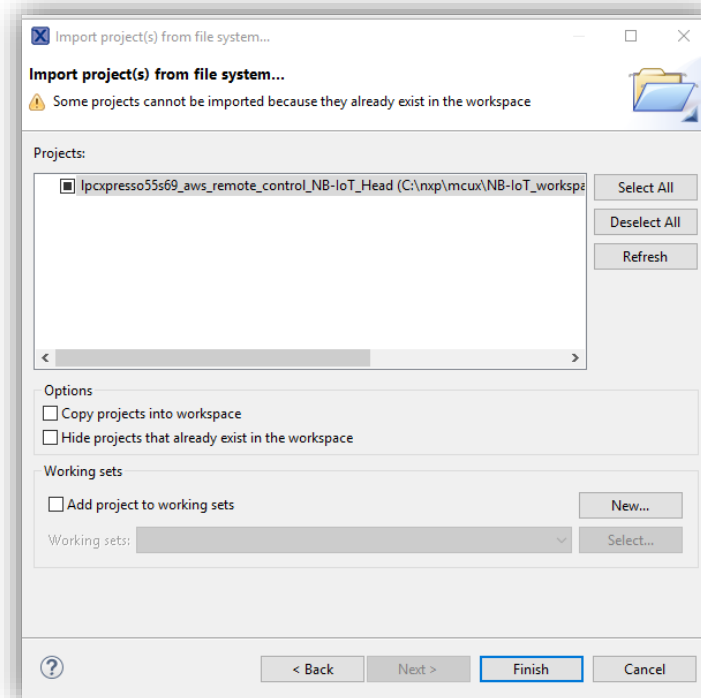 Import project(s) from file system...
Import project(s) from file system...
Some projects cannot be imported because they already exist in the workspace
Projects:
lpcxpresso55s69_aws_remote_control_NB-IoT_Head (C:\nxp\mcux\NB-IoT_workspa
Select All
Deselect All
Refresh
Options
Copy projects into workspace
Hide projects that already exist in the workspace
Working sets
Add project to working sets
New...
Working sets:
Select...
< Back
Next >
Finish
Cancel